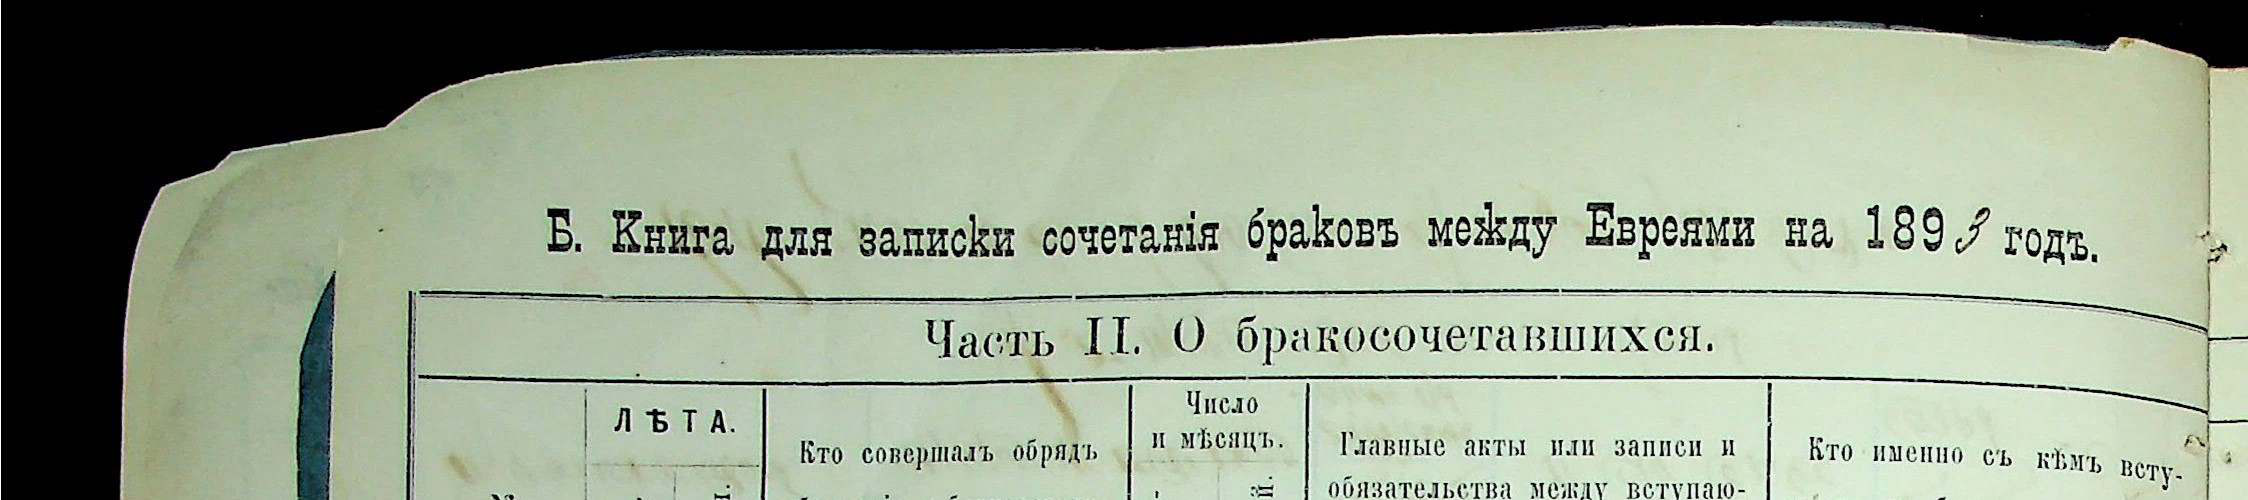 Б. Книга для записки сочетанія браковъ между Евреями на 1893 годъ.
Часть II. О бракосочетавшихся.
ЛѢТА.
Кто совершалъ обрядъ
Число
и мѣсяцъ.
Главные акты или записи и
обязательства между вступаю-
Кто именно съ кѣмъ всту-